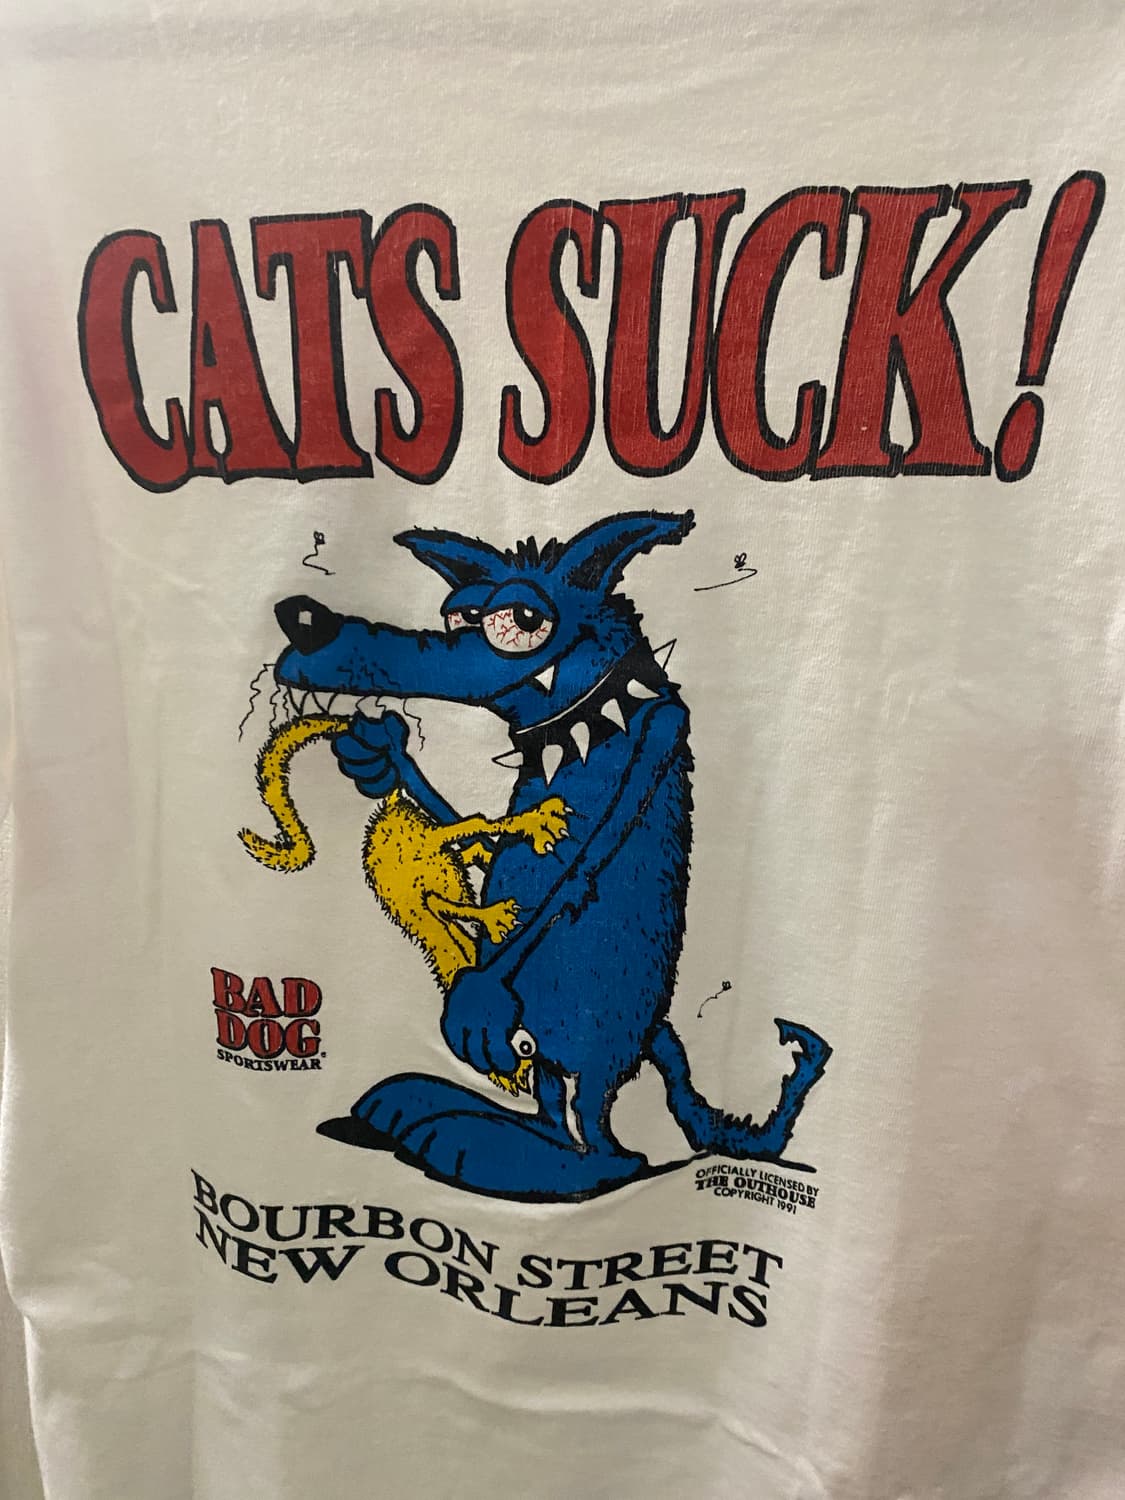 CATS SUCK!
BAD
DOG
SPORTSWEAR®
OFFICIALLY LICENSED BY
THE OUTHOUSE
COPYRIGHT 1991
BOURBON STREET
NEW ORLEANS